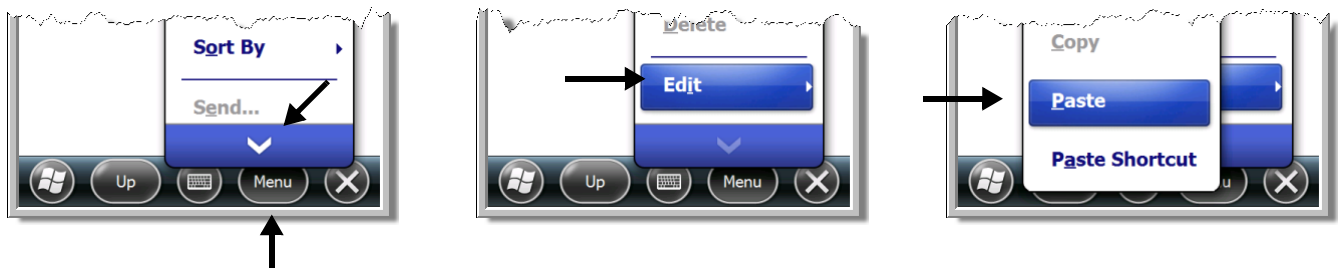 Sort By
Send...
Up
Menu
Delete
Edit
Up
Menu
Copy
Paste
Paste Shortcut